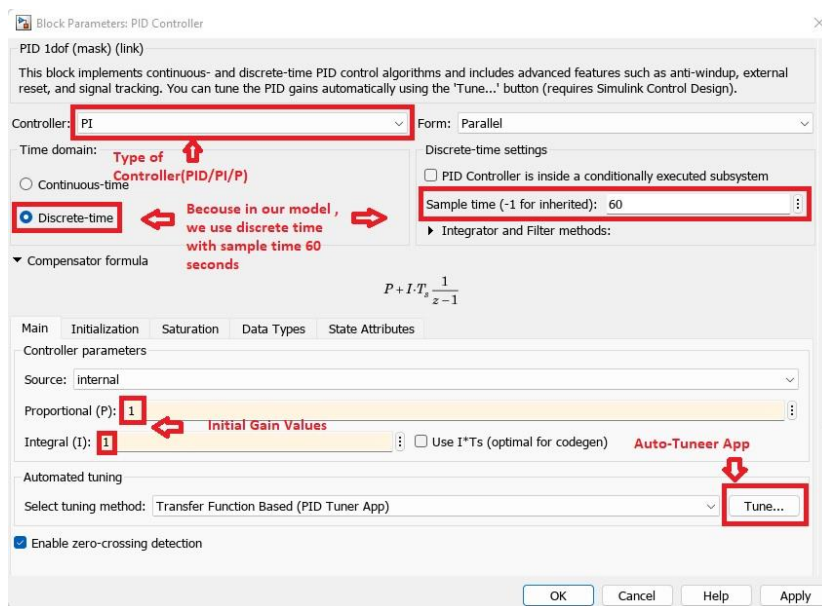 Block Parameters: PID Controller
PID 1dof (mask) (link)
This block implements continuous- and discrete-time PID control algorithms and includes advanced features such as anti-windup, external
reset, and signal tracking. You can tune the PID gains automatically using the 'Tune...' button (requires Simulink Control Design).
Controller: PI Form: Parallel
Time domain:
Type of
Controller(PID/PI/P)
Continuous-time
Discrete-time
Becouse in our model ,
we use discrete time
with sample time 60
seconds
Discrete-time settings
PID Controller is inside a conditionally executed subsystem
Sample time (-1 for inherited): 60
Integrator and Filter methods:
Compensator formula
P + I·Ts 1/(z−1)
Main Initialization Saturation Data Types State Attributes
Controller parameters
Source: internal
Proportional (P): 1
Initial Gain Values
Integral (I): 1 Use I*Ts (optimal for codegen)
Auto-Tuneer App
Automated tuning
Select tuning method: Transfer Function Based (PID Tuner App) Tune...
Enable zero-crossing detection
OK Cancel Help Apply